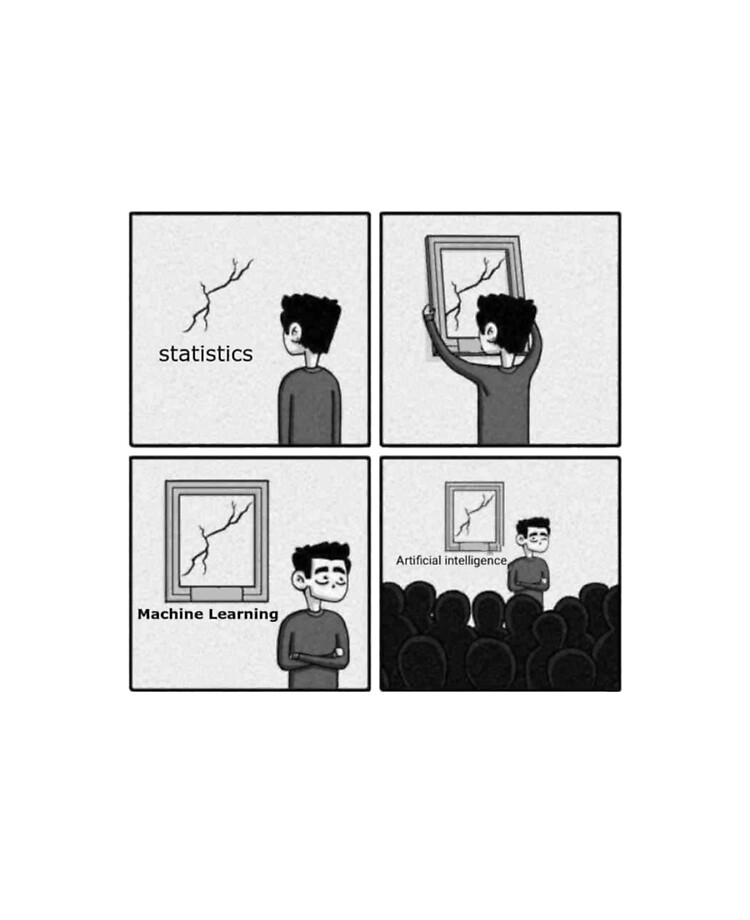 statistics
Machine Learning
Artificial intelligence